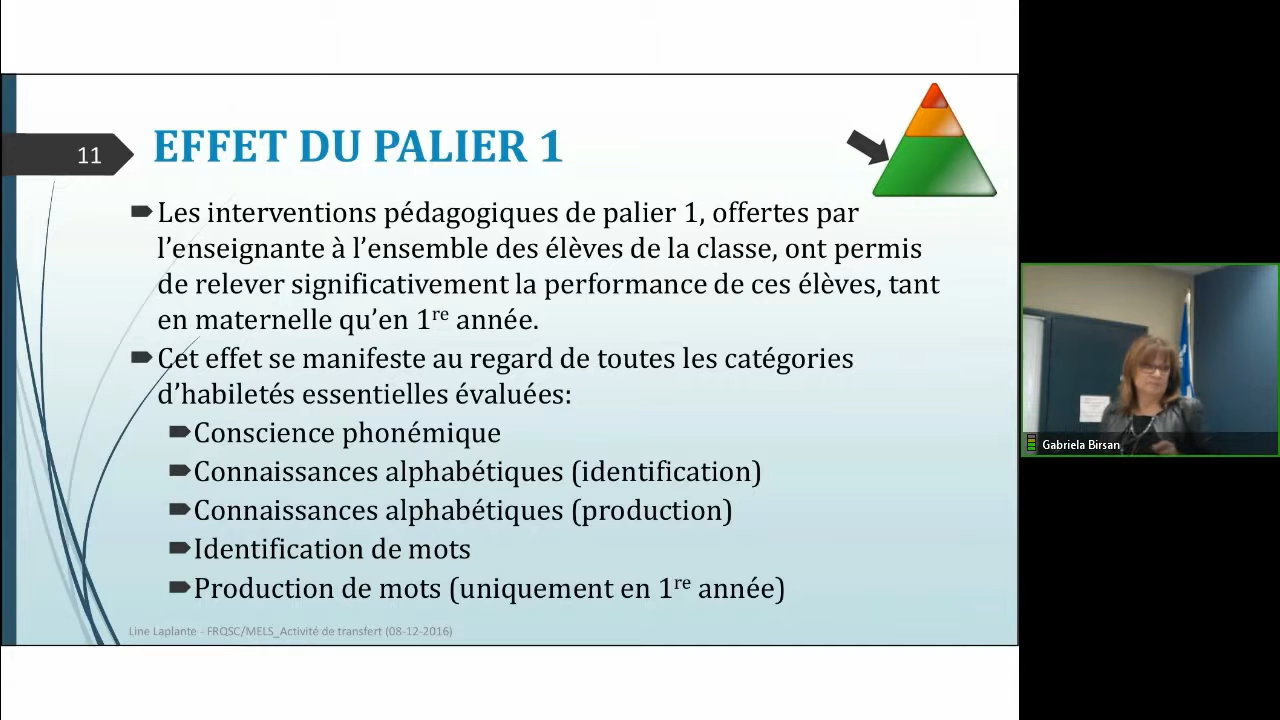 11
EFFET DU PALIER 1
Les interventions pédagogiques de palier 1, offertes par
l’enseignante à l’ensemble des élèves de la classe, ont permis
de relever significativement la performance de ces élèves, tant
en maternelle qu’en 1re année.
Cet effet se manifeste au regard de toutes les catégories
d’habiletés essentielles évaluées:
Conscience phonémique
Connaissances alphabétiques (identification)
Connaissances alphabétiques (production)
Identification de mots
Production de mots (uniquement en 1re année)
Line Laplante - FRQSC/MELS_Activité de transfert (08-12-2016)
Gabriela Birsan